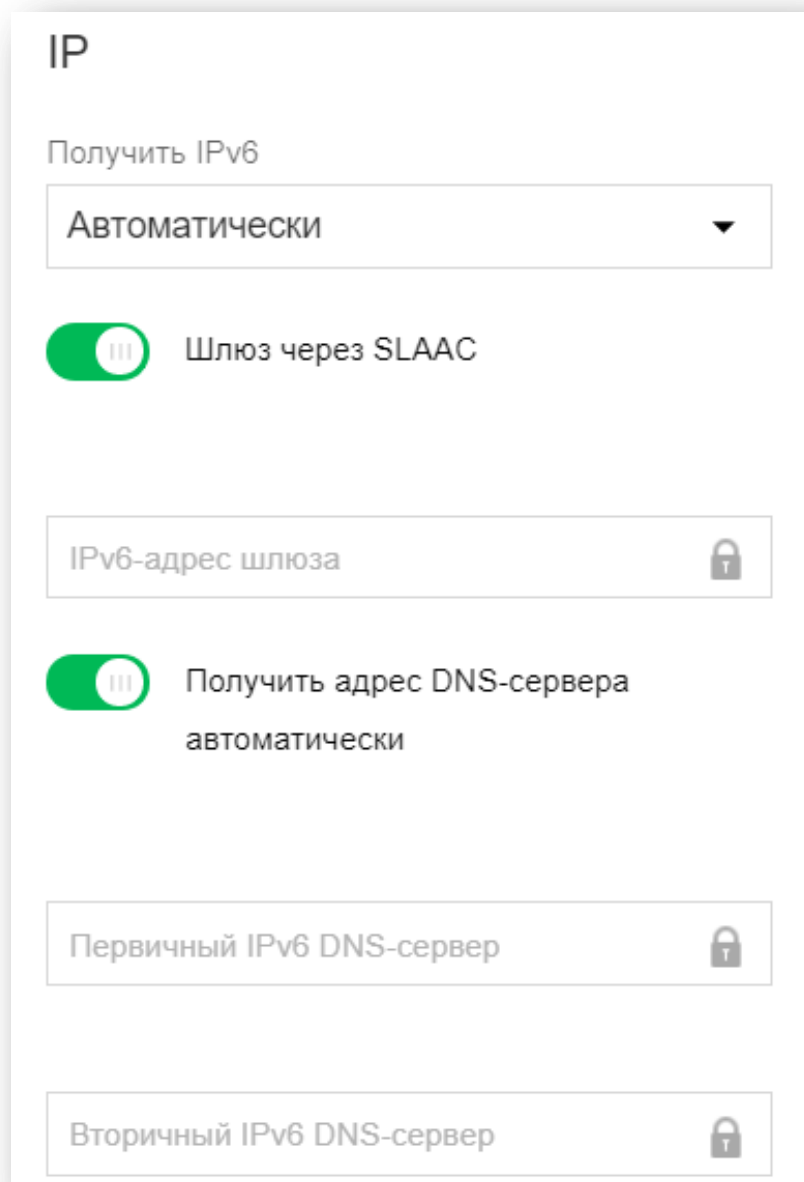 IP
Получить IPv6
Автоматически
Шлюз через SLAAC
IPv6-адрес шлюза
Получить адрес DNS-сервера
автоматически
Первичный IPv6 DNS-сервер
Вторичный IPv6 DNS-сервер